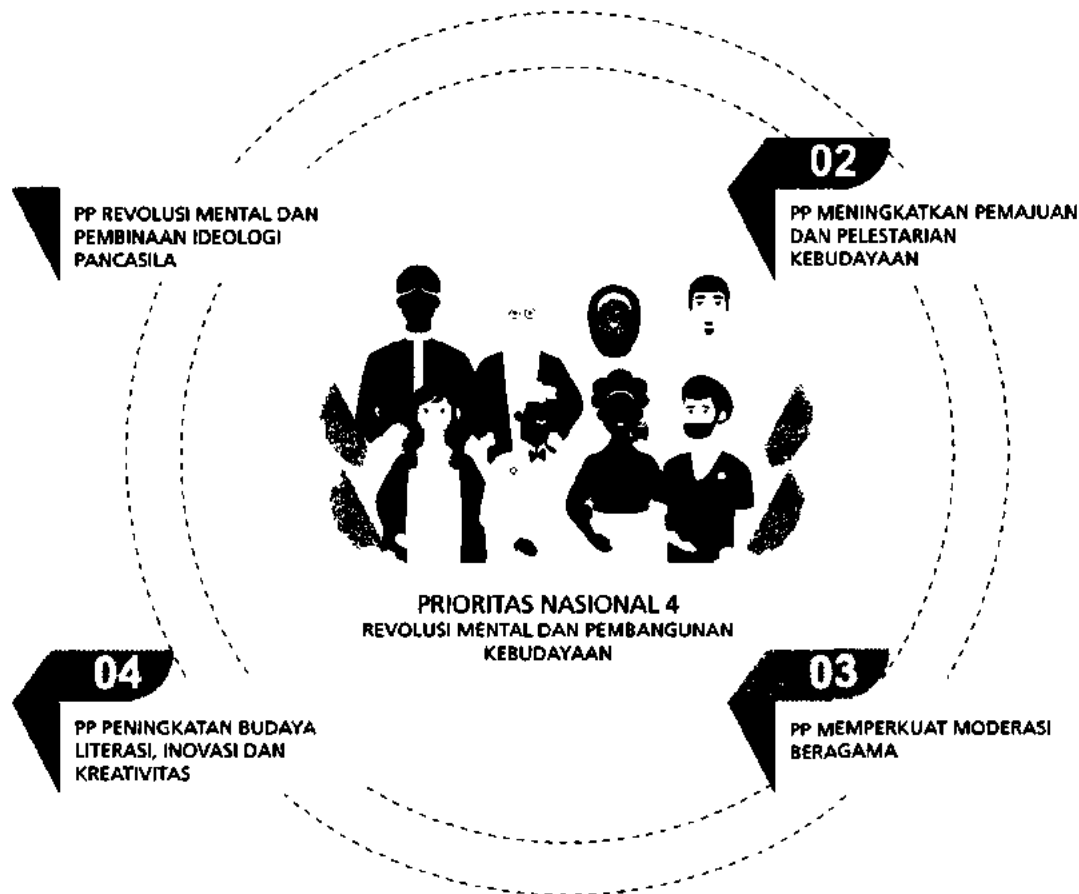 PP REVOLUSI MENTAL DAN
PEMBINAAN IDEOLOGI
PANCASILA
02
PP MENINGKATKAN PEMAJUAN
DAN PELESTARIAN
KEBUDAYAAN
PRIORITAS NASIONAL 4
REVOLUSI MENTAL DAN PEMBANGUNAN
KEBUDAYAAN
04
PP PENINGKATAN BUDAYA
LITERASI, INOVASI DAN
KREATIVITAS
03
PP MEMPERKUAT MODERASI
BERAGAMA